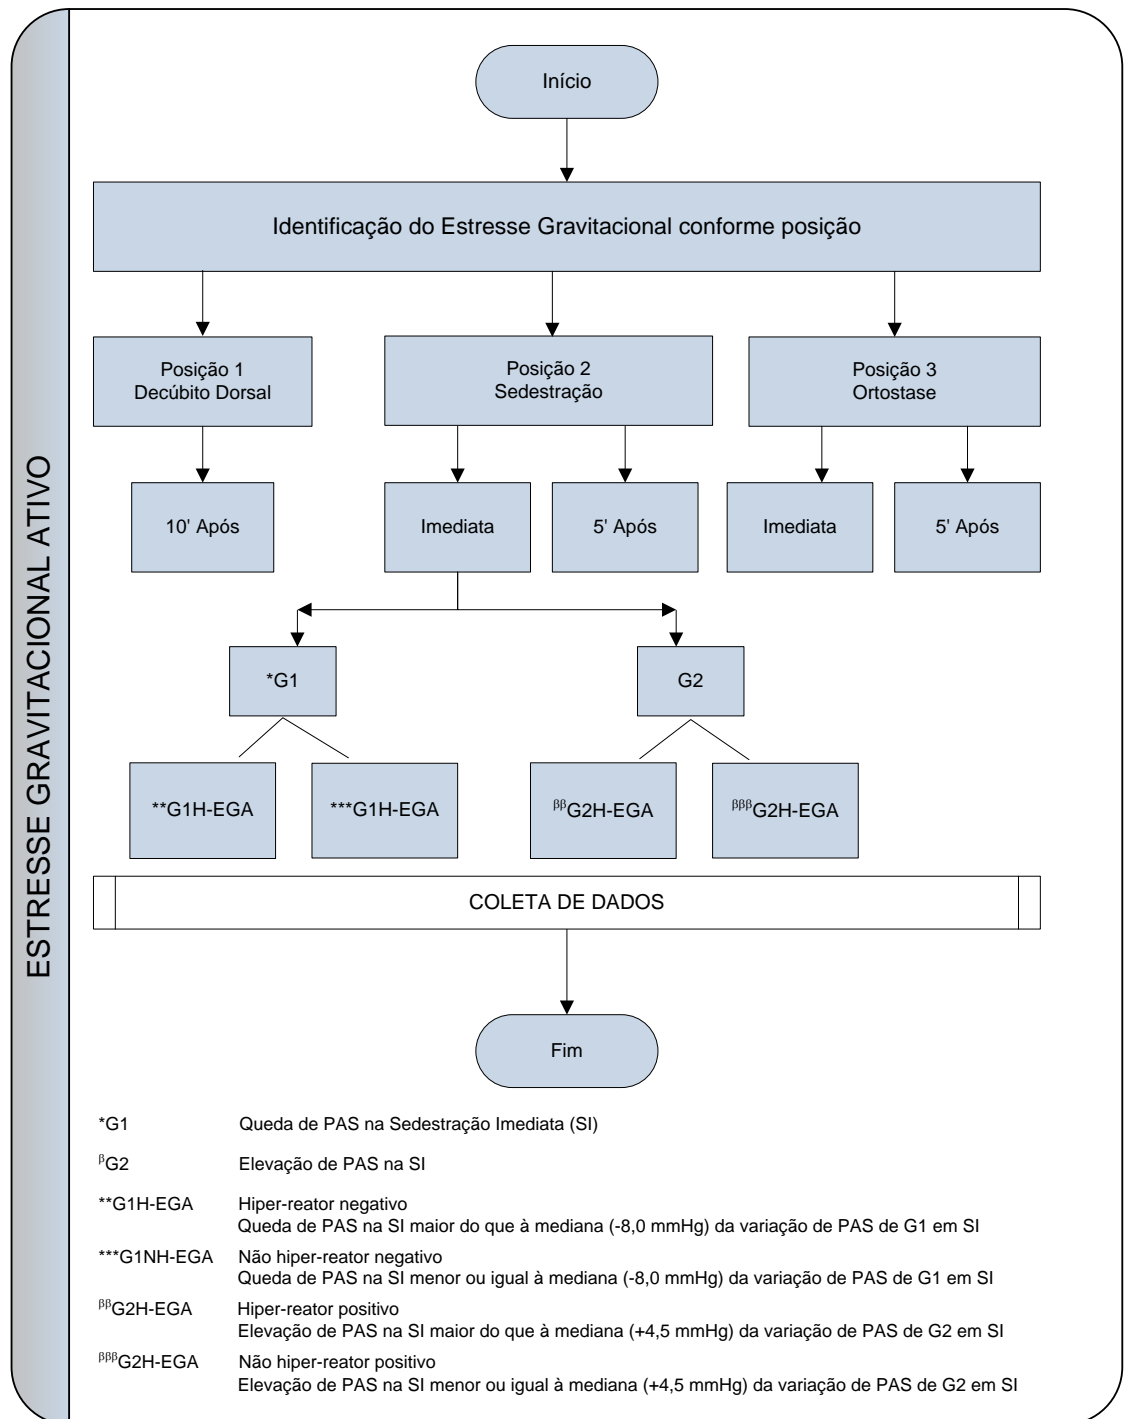 ESTRESSE GRAVITACIONAL ATIVO
Início
Identificação do Estresse Gravitacional conforme posição
Posição 1
Decúbito Dorsal
Posição 2
Sedestração
Posição 3
Ortostase
10' Após
Imediata
5' Após
Imediata
5' Após
*G1
G2
**G1H-EGA
***G1H-EGA
ββG2H-EGA
βββG2H-EGA
COLETA DE DADOS
Fim
*G1 Queda de PAS na Sedestração Imediata (SI)
βG2 Elevação de PAS na SI
**G1H-EGA Hiper-reator negativo
Queda de PAS na SI maior do que à mediana (-8,0 mmHg) da variação de PAS de G1 em SI
***G1NH-EGA Não hiper-reator negativo
Queda de PAS na SI menor ou igual à mediana (-8,0 mmHg) da variação de PAS de G1 em SI
ββG2H-EGA Hiper-reator positivo
Elevação de PAS na SI maior do que à mediana (+4,5 mmHg) da variação de PAS de G2 em SI
βββG2H-EGA Não hiper-reator positivo
Elevação de PAS na SI menor ou igual à mediana (+4,5 mmHg) da variação de PAS de G2 em SI